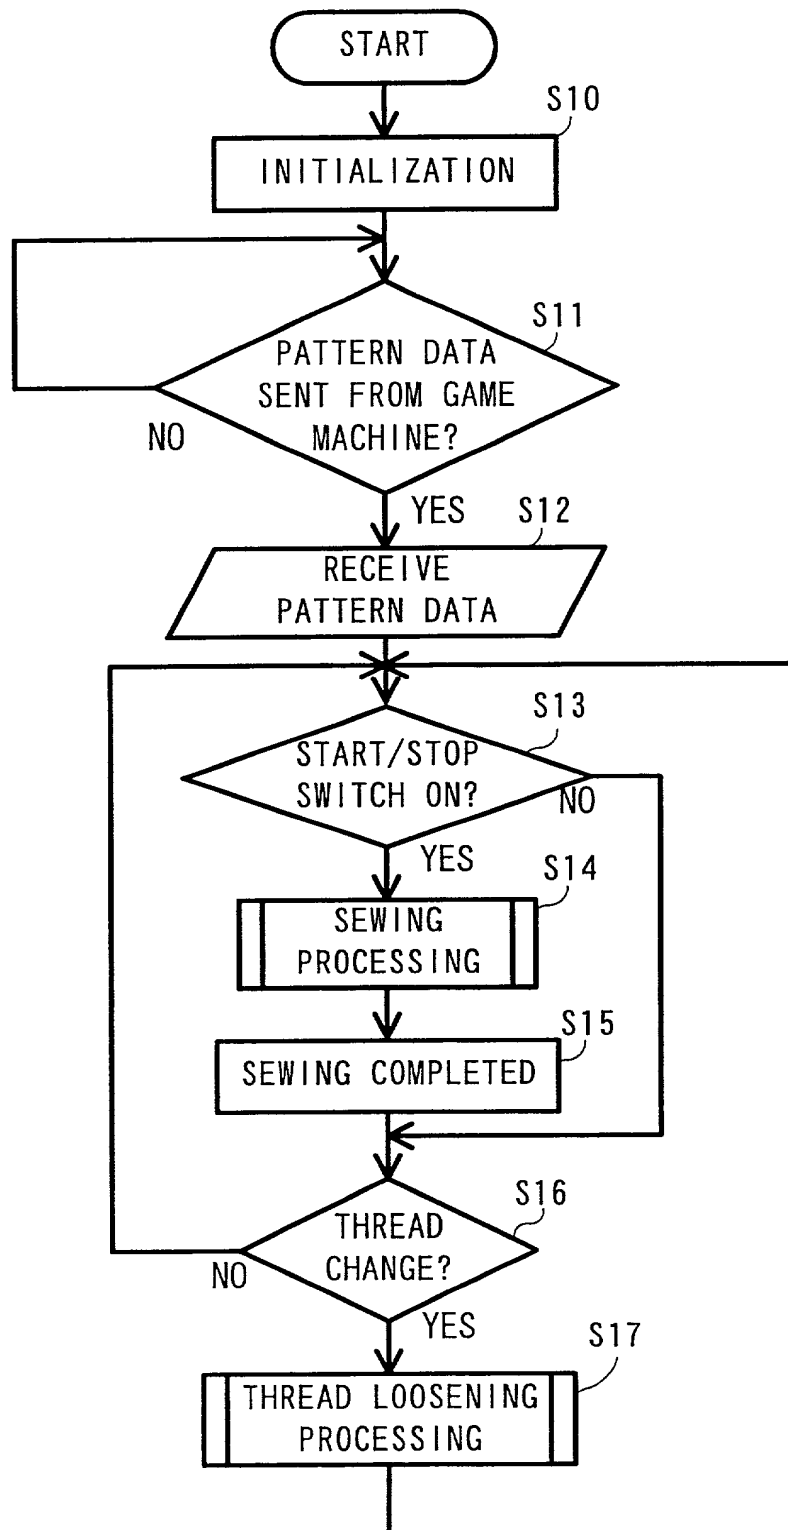 START
S10
INITIALIZATION
S11
PATTERN DATA
SENT FROM GAME
MACHINE?
NO
YES
S12
RECEIVE
PATTERN DATA
S13
START/STOP
SWITCH ON?
NO
YES
S14
SEWING
PROCESSING
S15
SEWING COMPLETED
S16
THREAD
CHANGE?
NO
YES
S17
THREAD LOOSENING
PROCESSING